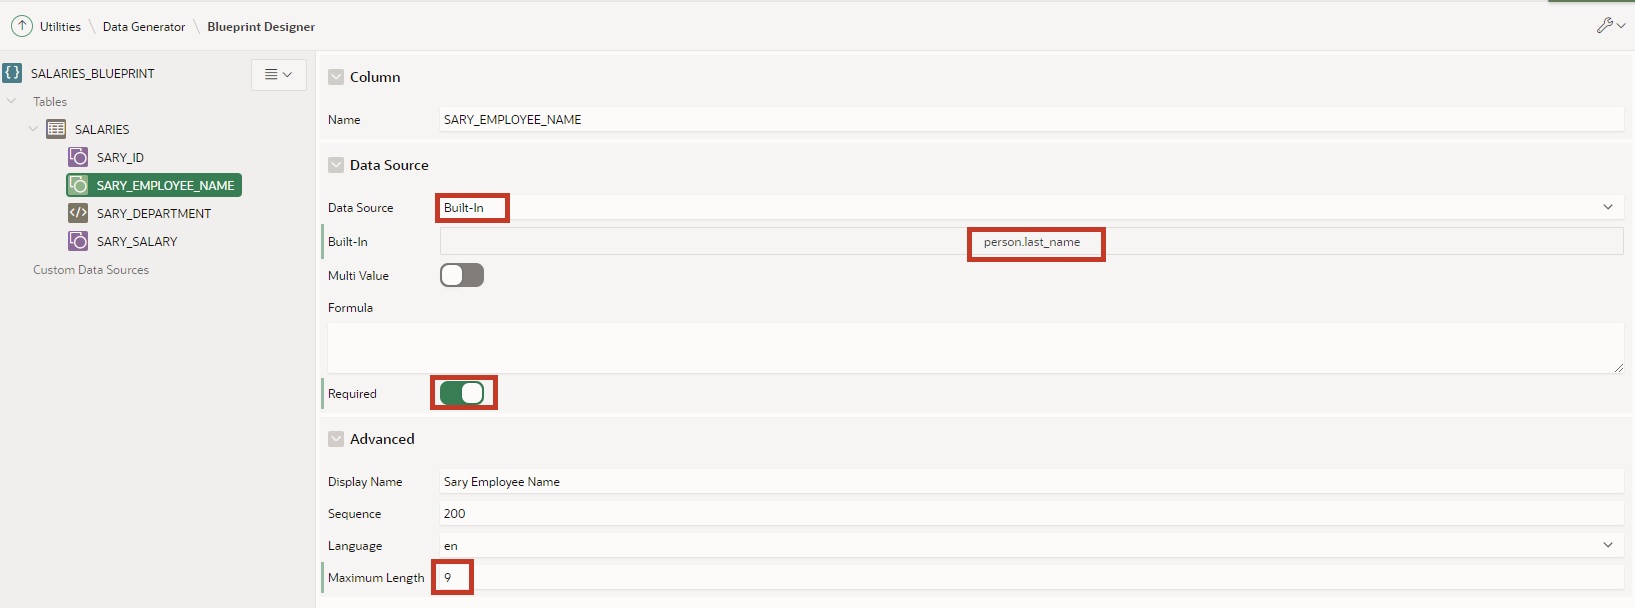 Utilities \ Data Generator \ Blueprint Designer
SALARIES_BLUEPRINT
Tables
SALARIES
SARY_ID
SARY_EMPLOYEE_NAME
SARY_DEPARTMENT
SARY_SALARY
Custom Data Sources
Column
Name SARY_EMPLOYEE_NAME
Data Source
Data Source Built-In
Built-In person.last_name
Multi Value
Formula
Required
Advanced
Display Name Sary Employee Name
Sequence 200
Language en
Maximum Length 9